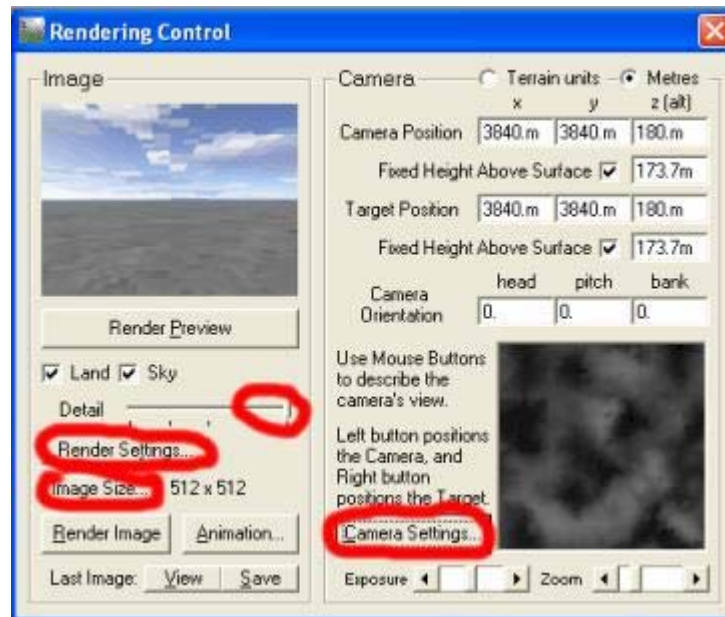 Rendering Control
Image
Render Preview
Land Sky
Detail
Render Settings...
Image Size... 512 x 512
Render Image Animation...
Last Image: View Save
Camera Terrain units Metres
x y z (alt)
Camera Position 3840.m 3840.m 180.m
Fixed Height Above Surface 173.7m
Target Position 3840.m 3840.m 180.m
Fixed Height Above Surface 173.7m
head pitch bank
Camera
Orientation 0. 0. 0.
Use Mouse Buttons
to describe the
camera's view.
Left button positions
the Camera, and
Right button
positions the Target.
Camera Settings...
Exposure Zoom